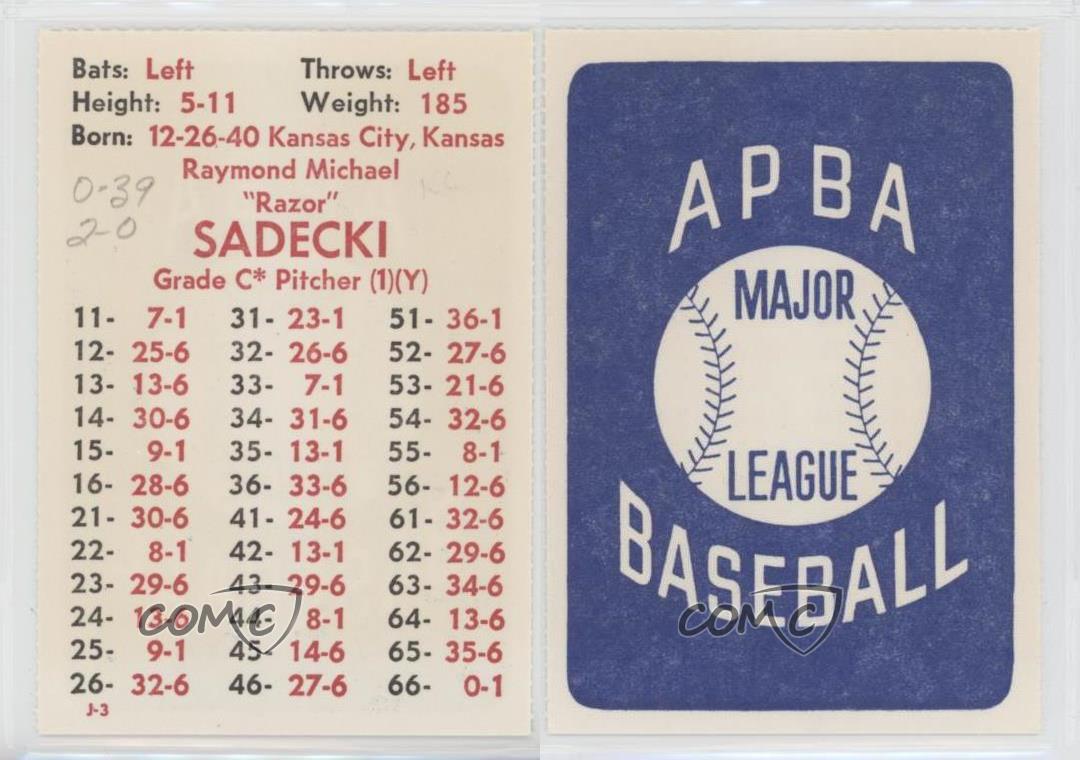 Bats: Left Throws: Left
Height: 5-11 Weight: 185
Born: 12-26-40 Kansas City, Kansas
Raymond Michael
0-39
"Razor"
2-0
SADECKI
Grade C* Pitcher (1)(Y)
11- 7-1 31- 23-1 51- 36-1
12- 25-6 32- 26-6 52- 27-6
13- 13-6 33- 7-1 53- 21-6
14- 30-6 34- 31-6 54- 32-6
15- 9-1 35- 13-1 55- 8-1
16- 28-6 36- 33-6 56- 12-6
21- 30-6 41- 24-6 61- 32-6
22- 8-1 42- 13-1 62- 29-6
23- 29-6 43- 29-6 63- 34-6
24- 13-6 44- 8-1 64- 13-6
25- 9-1 45- 14-6 65- 35-6
26- 32-6 46- 27-6 66- 0-1
J-3
COMC
APBA
MAJOR
LEAGUE
BASEBALL
COMC